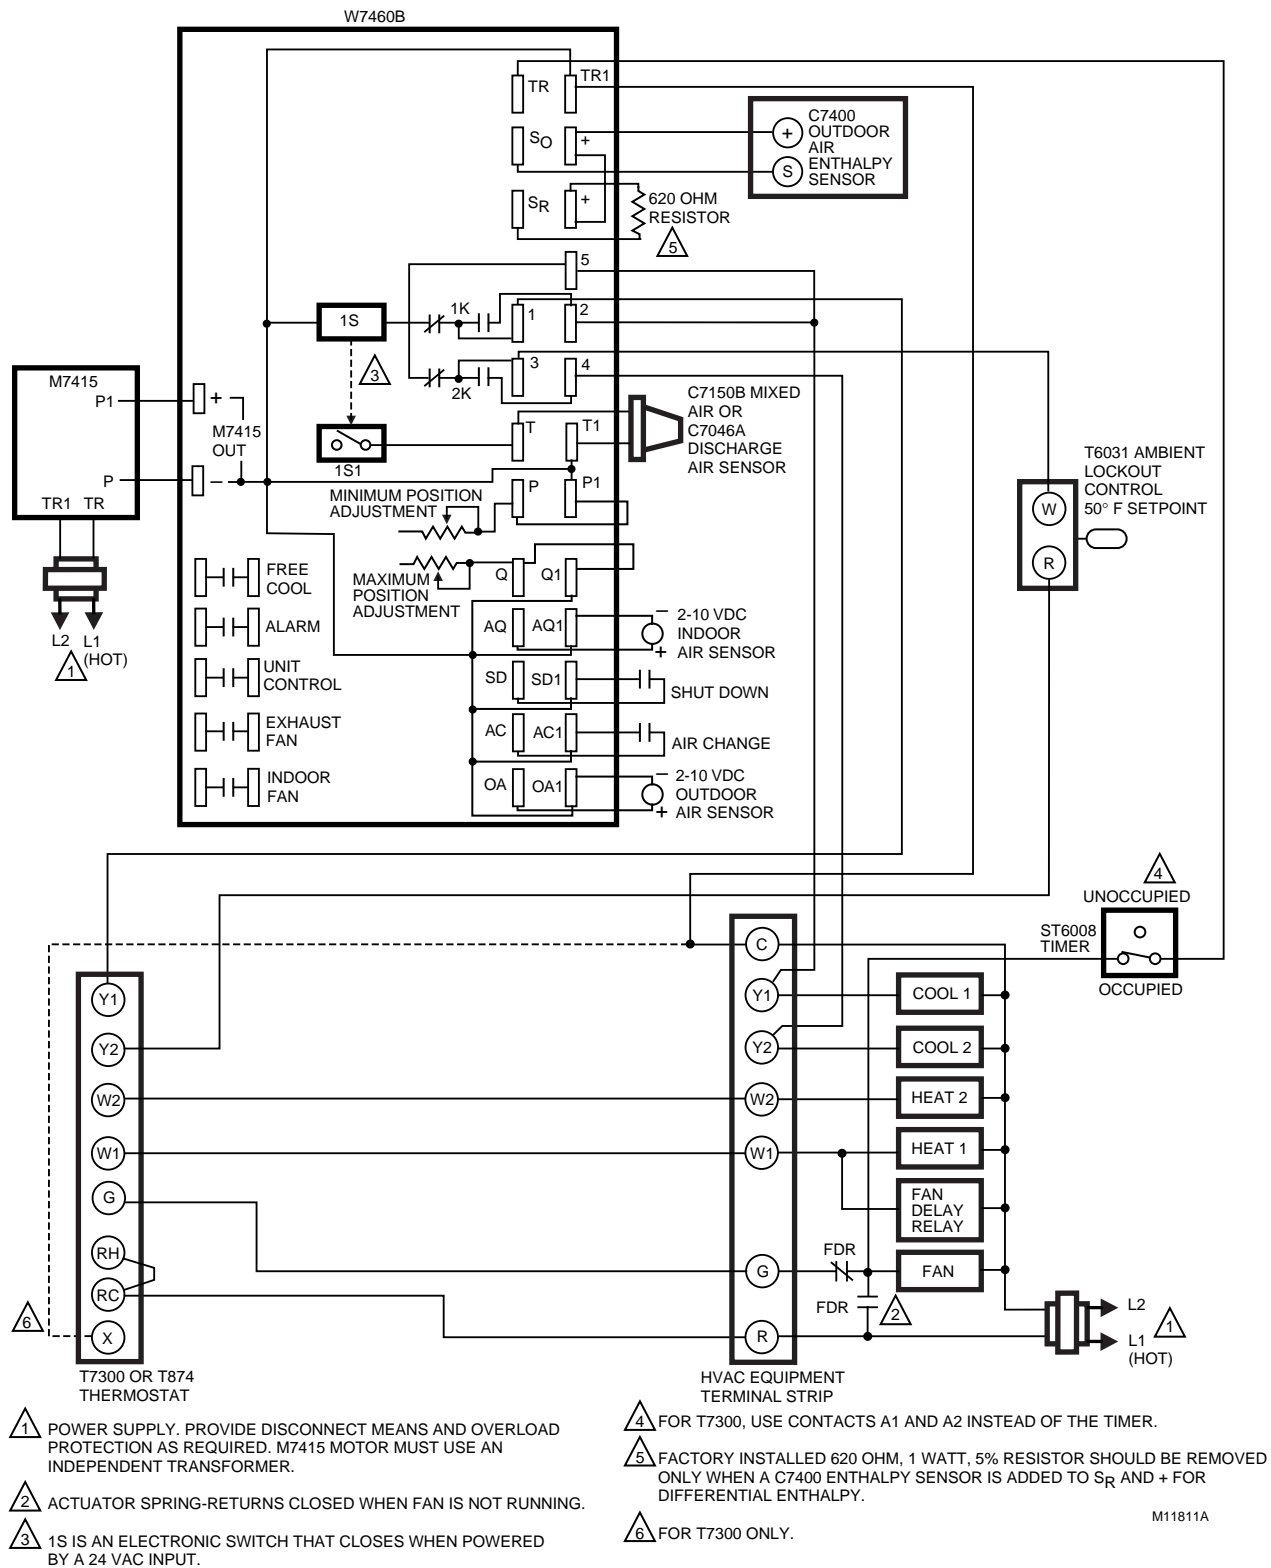 W7460B
TR
TR1
SO
+
SR
+
C7400
OUTDOOR
AIR
ENTHALPY
SENSOR
+
S
620 OHM
RESISTOR
5
5
1S
1K
1
2
3
2K
3
4
M7415
P1
P
TR1 TR
+
M7415
OUT
–
1S1
T
T1
C7150B MIXED
AIR OR
C7046A
DISCHARGE
AIR SENSOR
T6031 AMBIENT
LOCKOUT
CONTROL
50° F SETPOINT
W
R
MINIMUM POSITION
ADJUSTMENT
P
P1
MAXIMUM
POSITION
ADJUSTMENT
Q
Q1
L2 L1
(HOT)
1
FREE
COOL
ALARM
UNIT
CONTROL
EXHAUST
FAN
INDOOR
FAN
AQ
AQ1
– 2-10 VDC
INDOOR
+ AIR SENSOR
SD
SD1
SHUT DOWN
AC
AC1
AIR CHANGE
OA
OA1
– 2-10 VDC
OUTDOOR
+ AIR SENSOR
4
UNOCCUPIED
ST6008
TIMER
OCCUPIED
Y1
Y2
W2
W1
G
RH
RC
X
6
T7300 OR T874
THERMOSTAT
C
Y1
Y2
W2
W1
G
R
COOL 1
COOL 2
HEAT 2
HEAT 1
FAN
DELAY
RELAY
FAN
FDR
FDR
2
L2
L1
(HOT)
1
HVAC EQUIPMENT
TERMINAL STRIP
1 POWER SUPPLY. PROVIDE DISCONNECT MEANS AND OVERLOAD
PROTECTION AS REQUIRED. M7415 MOTOR MUST USE AN
INDEPENDENT TRANSFORMER.
2 ACTUATOR SPRING-RETURNS CLOSED WHEN FAN IS NOT RUNNING.
3 1S IS AN ELECTRONIC SWITCH THAT CLOSES WHEN POWERED
BY A 24 VAC INPUT.
4 FOR T7300, USE CONTACTS A1 AND A2 INSTEAD OF THE TIMER.
5 FACTORY INSTALLED 620 OHM, 1 WATT, 5% RESISTOR SHOULD BE REMOVED
ONLY WHEN A C7400 ENTHALPY SENSOR IS ADDED TO SR AND + FOR
DIFFERENTIAL ENTHALPY.
6 FOR T7300 ONLY.
M11811A